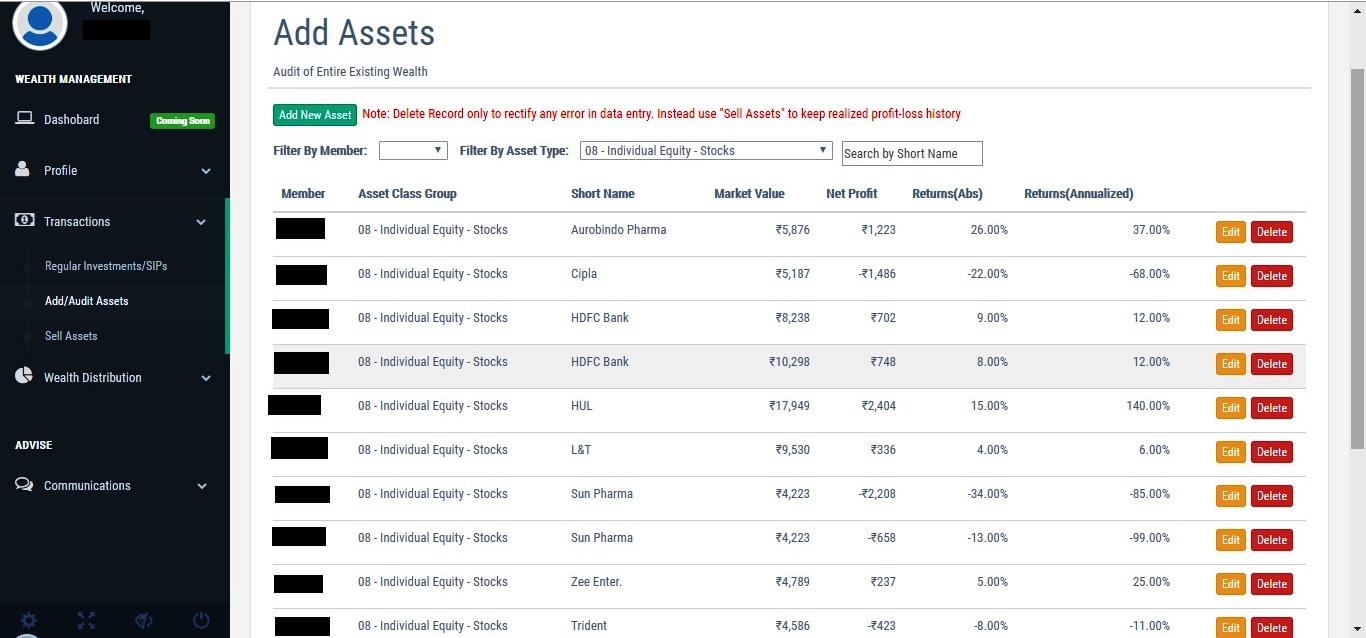 Welcome,
WEALTH MANAGEMENT
Dashobard Coming Soon
Profile
Transactions
Regular Investments/SIPs
Add/Audit Assets
Sell Assets
Wealth Distribution
ADVISE
Communications
Add Assets
Audit of Entire Existing Wealth
Add New Asset Note: Delete Record only to rectify any error in data entry. Instead use "Sell Assets" to keep realized profit-loss history
Filter By Member: Filter By Asset Type: 08 - Individual Equity - Stocks Search by Short Name
Member Asset Class Group Short Name Market Value Net Profit Returns(Abs) Returns(Annualized)
08 - Individual Equity - Stocks Aurobindo Pharma ₹5,876 ₹1,223 26.00% 37.00% Edit Delete
08 - Individual Equity - Stocks Cipla ₹5,187 -₹1,486 -22.00% -68.00% Edit Delete
08 - Individual Equity - Stocks HDFC Bank ₹8,238 ₹702 9.00% 12.00% Edit Delete
08 - Individual Equity - Stocks HDFC Bank ₹10,298 ₹748 8.00% 12.00% Edit Delete
08 - Individual Equity - Stocks HUL ₹17,949 ₹2,404 15.00% 140.00% Edit Delete
08 - Individual Equity - Stocks L&T ₹9,530 ₹336 4.00% 6.00% Edit Delete
08 - Individual Equity - Stocks Sun Pharma ₹4,223 -₹2,208 -34.00% -85.00% Edit Delete
08 - Individual Equity - Stocks Sun Pharma ₹4,223 -₹658 -13.00% -99.00% Edit Delete
08 - Individual Equity - Stocks Zee Enter. ₹4,789 ₹237 5.00% 25.00% Edit Delete
08 - Individual Equity - Stocks Trident ₹4,586 -₹423 -8.00% -11.00% Edit Delete